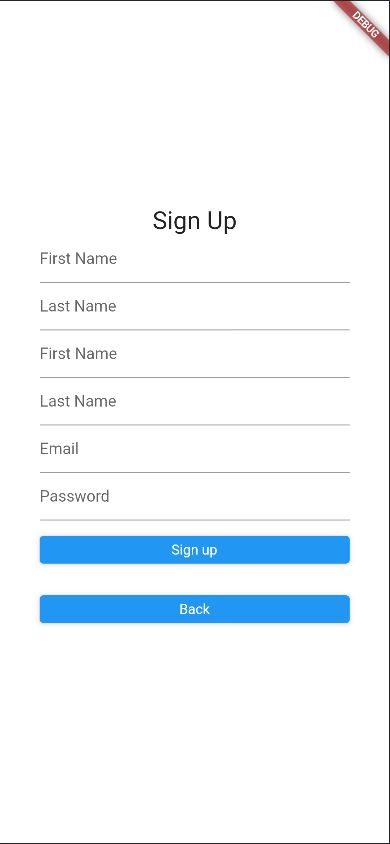 DEBUG
Sign Up
First Name
Last Name
First Name
Last Name
Email
Password
Sign up
Back